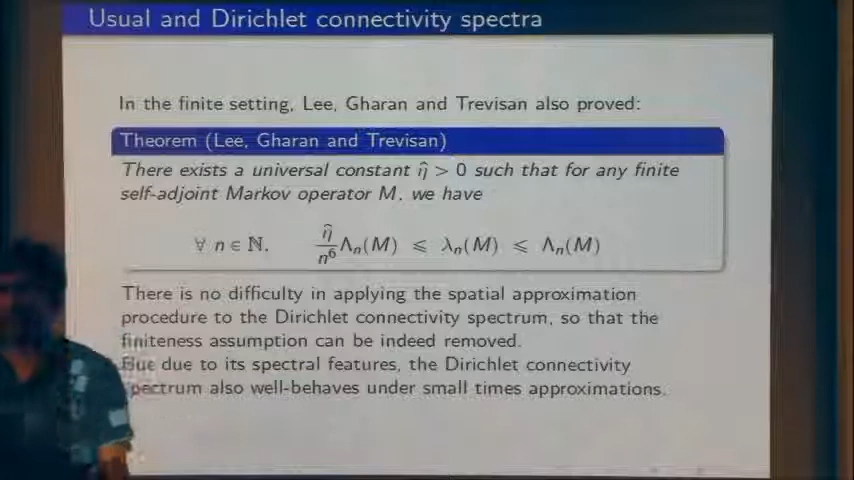 Usual and Dirichlet connectivity spectra
In the finite setting, Lee, Gharan and Trevisan also proved:
Theorem (Lee, Gharan and Trevisan)
There exists a universal constant η̂ > 0 such that for any finite
self-adjoint Markov operator M, we have
∀ n ∈ ℕ, η̂/n⁶ Λₙ(M) ⩽ λₙ(M) ⩽ Λₙ(M)
There is no difficulty in applying the spatial approximation
procedure to the Dirichlet connectivity spectrum, so that the
finiteness assumption can be indeed removed.
But due to its spectral features, the Dirichlet connectivity
spectrum also well-behaves under small times approximations.